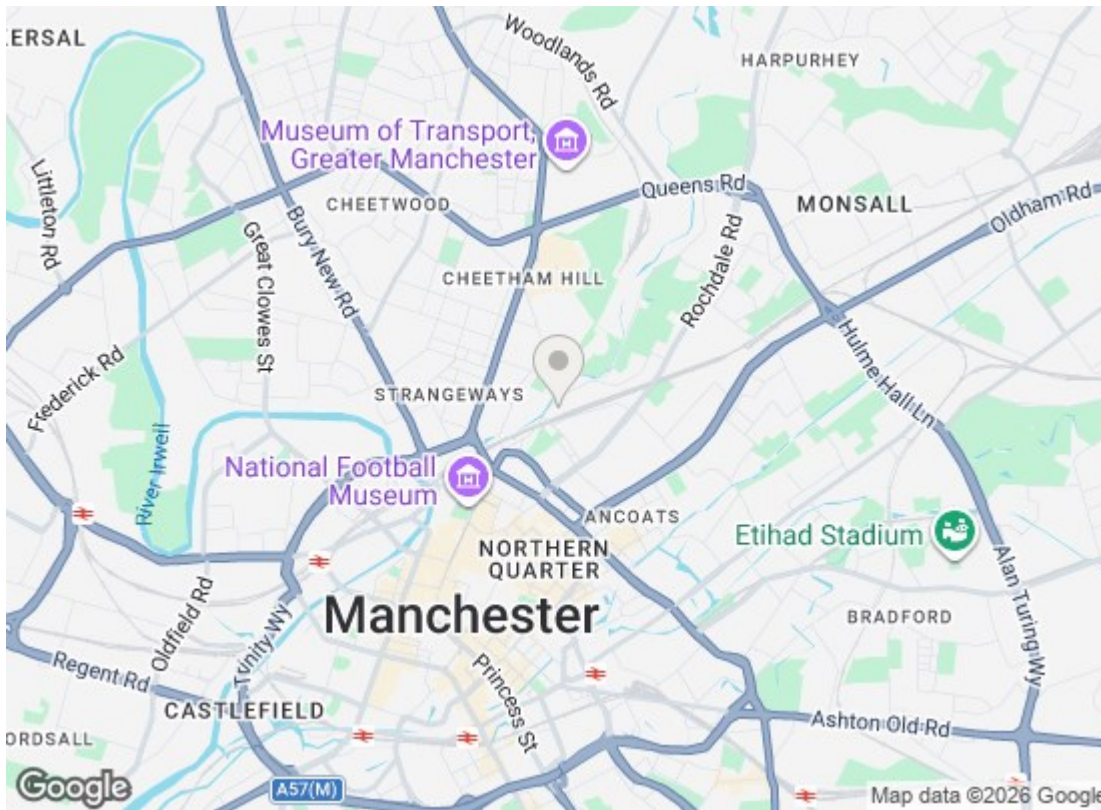 ERSAL
Woodlands Rd
HARPURHEY
Museum of Transport,
Greater Manchester
Littleton Rd
CHEETWOOD
Queens Rd
MONSALL
Oldham Rd
Great Clowes St
Bury New Rd
CHEETHAM HILL
Rochdale Rd
Frederick Rd
STRANGEWAYS
Hulme Hall Ln
River Irwell
National Football
Museum
ANCOATS
Etihad Stadium
NORTHERN
QUARTER
Manchester
BRADFORD
Alan Turing Wy
Oldfield Rd
Trinity Wy
Regent Rd
Princess St
CASTLEFIELD
Ashton Old Rd
ORDSALL
Google
A57(M)
Map data ©2026 Google